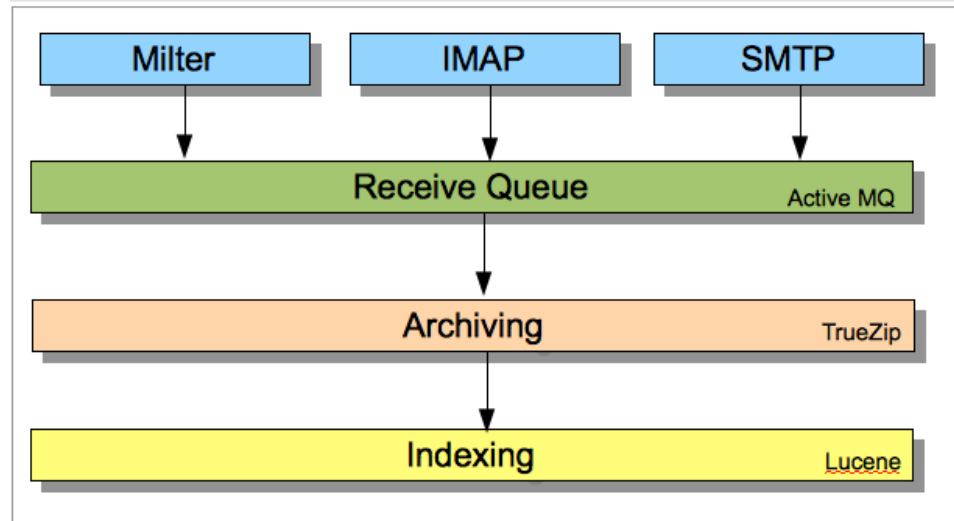 Milter
IMAP
SMTP
Receive Queue
Active MQ
Archiving
TrueZip
Indexing
Lucene